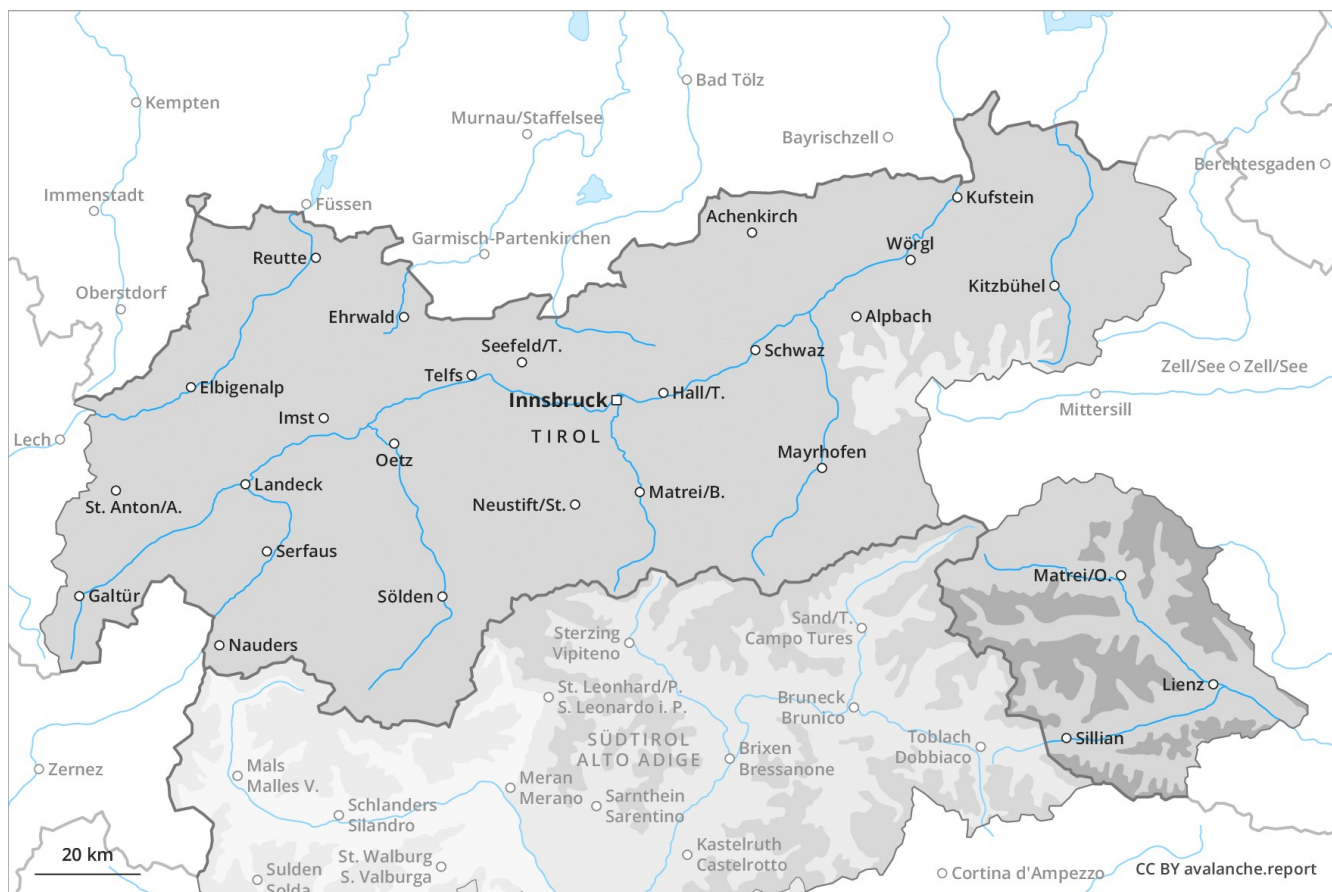 Kempten
Bad Tölz
Murnau/Staffelsee
Bayrischzell
Berchtesgaden
Immenstadt
Füssen
Kufstein
Achenkirch
Garmisch-Partenkirchen
Wörgl
Reutte
Oberstdorf
Kitzbühel
Ehrwald
Alpbach
Seefeld/T.
Schwaz
Zell/See
Zell/See
Telfs
Elbigenalp
Innsbruck
Hall/T.
Mittersill
Imst
TIROL
Lech
Oetz
Mayrhofen
Landeck
St. Anton/A.
Neustift/St.
Matrei/B.
Serfaus
Matrei/O.
Galtür
Sölden
Sand/T.
Campo Tures
Sterzing
Vipiteno
Nauders
Lienz
St. Leonhard/P.
S. Leonardo i. P.
Bruneck
Brunico
SÜDTIROL
ALTO ADIGE
Sillian
Toblach
Dobbiaco
Brixen
Bressanone
Zernez
Mals
Malles V.
Meran
Merano
Sarnthein
Sarentino
Schlanders
Silandro
Kastelruth
Castelrotto
20 km
St. Walburg
S. Valburga
Sulden
Solda
Cortina d'Ampezzo
CC BY avalanche.report